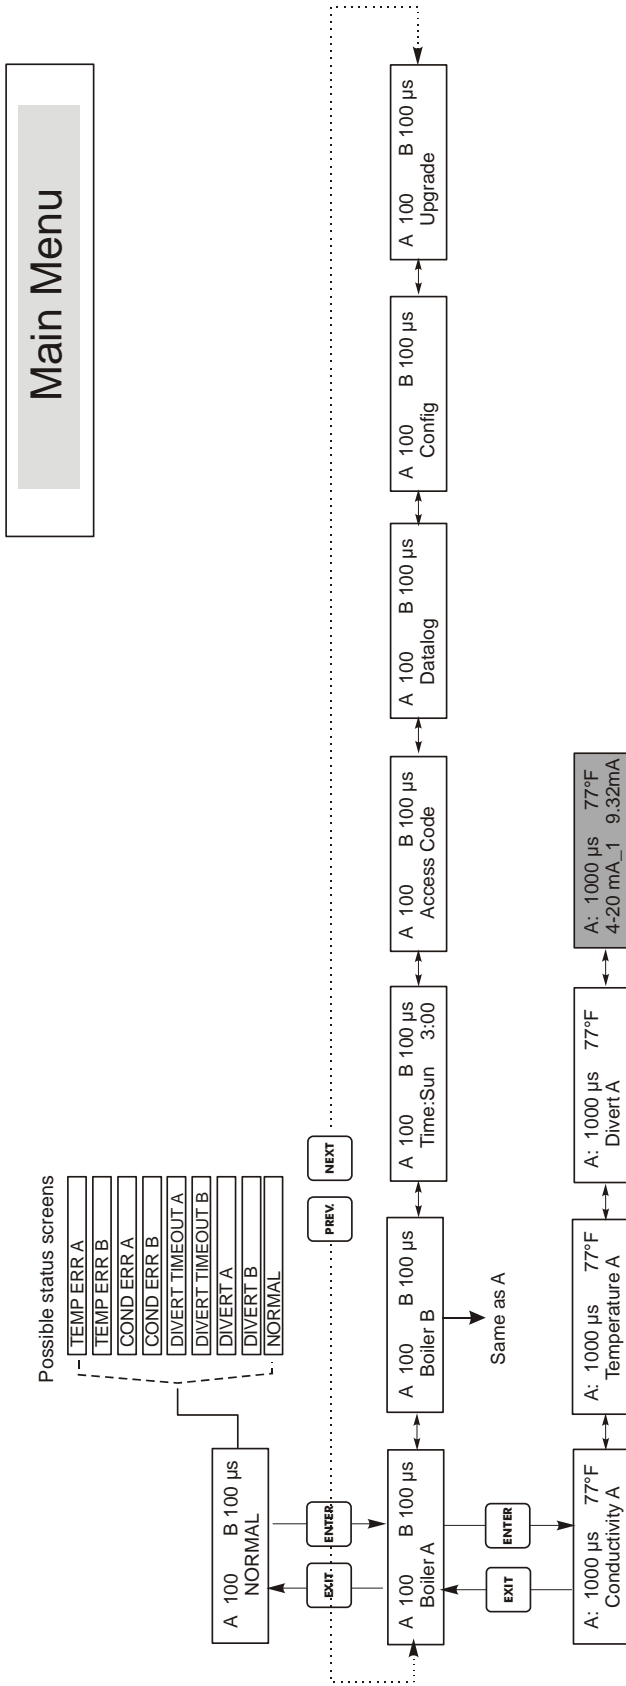 Main Menu
Possible status screens
TEMP ERR A
TEMP ERR B
COND ERR A
COND ERR B
DIVERT TIMEOUT A
DIVERT TIMEOUT B
DIVERT A
DIVERT B
NORMAL
A 100 B 100 µs
NORMAL
EXIT
ENTER
PREV.
NEXT
A 100 B 100 µs
Boiler A
A 100 B 100 µs
Boiler B
A 100 B 100 µs
Time:Sun 3:00
A 100 B 100 µs
Access Code
A 100 B 100 µs
Datalog
A 100 B 100 µs
Config
A 100 B 100 µs
Upgrade
Same as A
EXIT
ENTER
A: 1000 µs 77°F
Conductivity A
A: 1000 µs 77°F
Temperature A
A: 1000 µs 77°F
Divert A
A: 1000 µs 77°F
4-20 mA_1 9.32mA